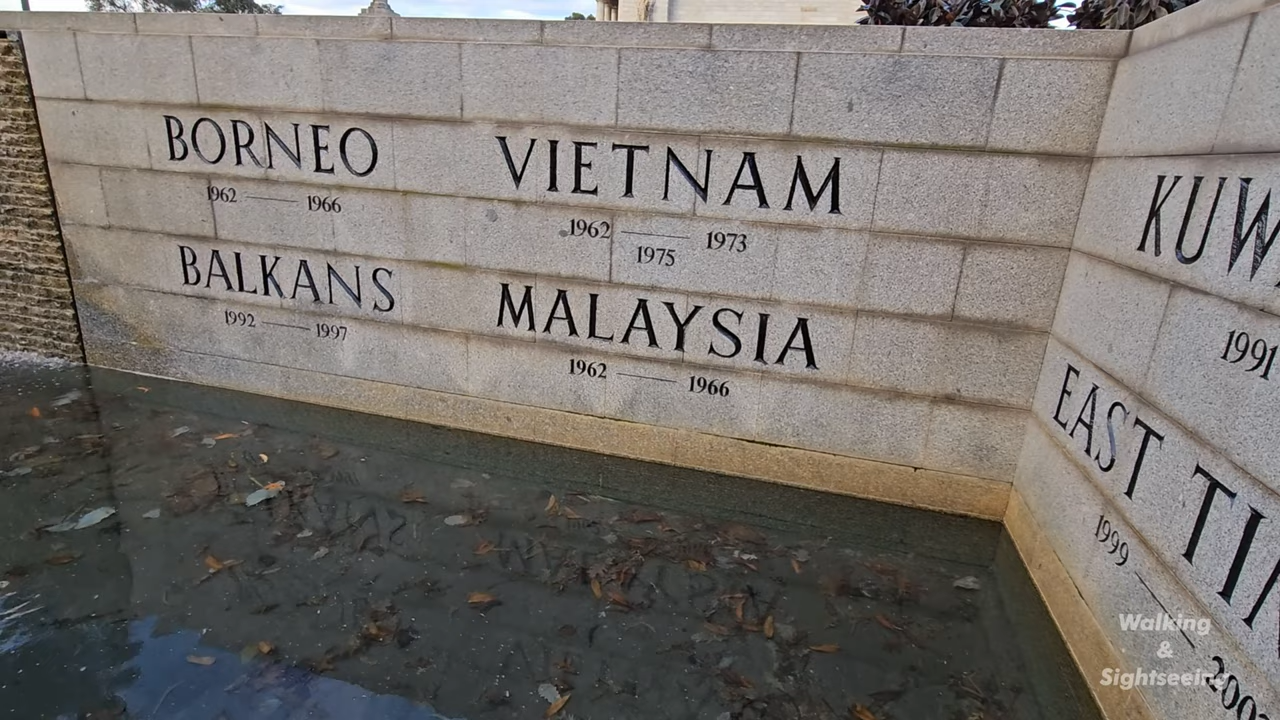 BORNEO
1962 — 1966
BALKANS
1992 — 1997
VIETNAM
1962 — 1973
1975
MALAYSIA
1962 — 1966
1991
EAST
1999 —
Walking
&
Sightseeing